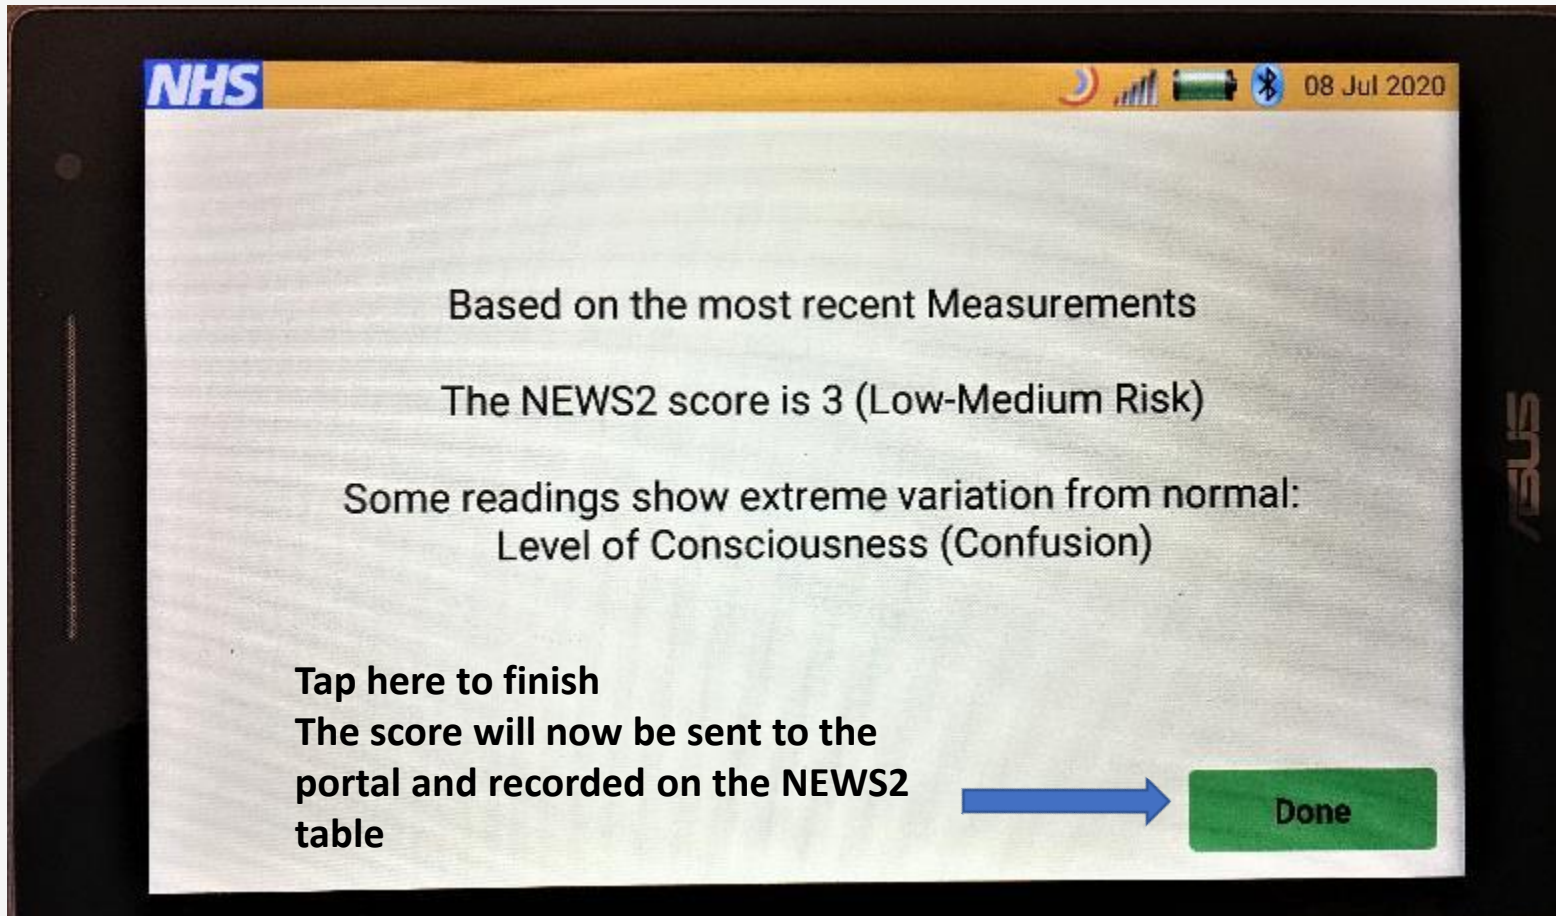 NHS
08 Jul 2020
Based on the most recent Measurements
The NEWS2 score is 3 (Low-Medium Risk)
Some readings show extreme variation from normal:
Level of Consciousness (Confusion)
Tap here to finish
The score will now be sent to the
portal and recorded on the NEWS2
table
Done
ASUS